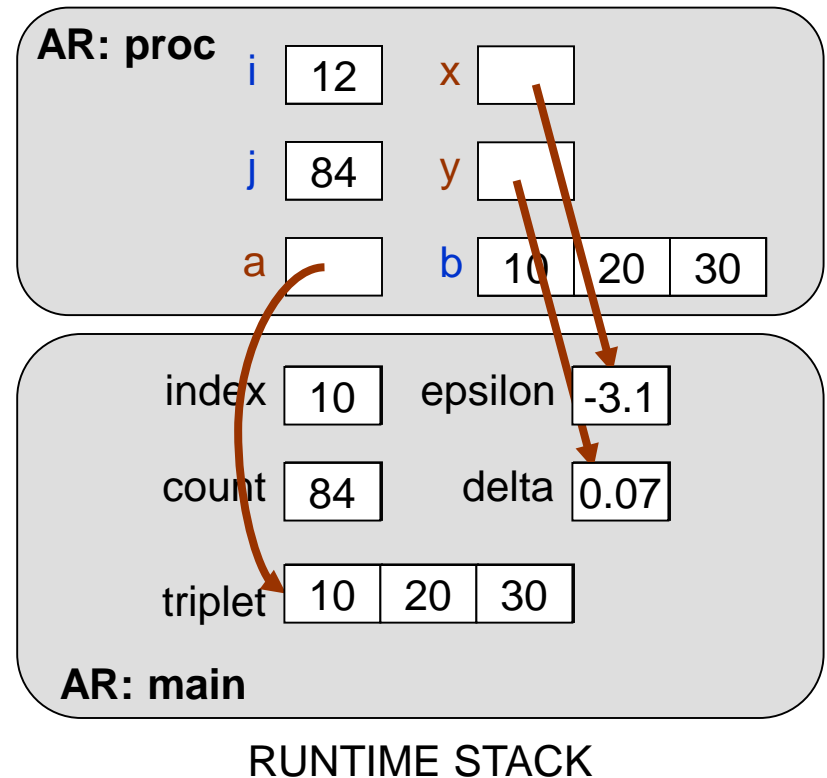 AR: proc
i 12 x
j 84 y
a b 10 20 30
index 10 epsilon -3.1
count 84 delta 0.07
triplet 10 20 30
AR: main
RUNTIME STACK